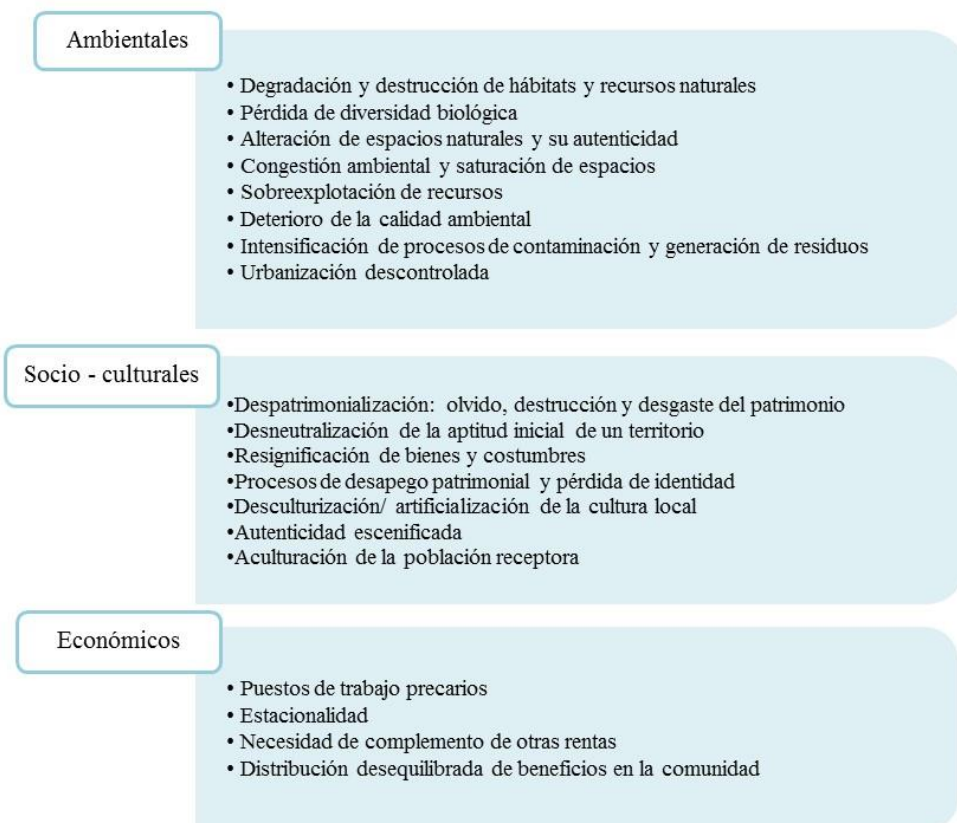 Ambientales
• Degradación y destrucción de hábitats y recursos naturales
• Pérdida de diversidad biológica
• Alteración de espacios naturales y su autenticidad
• Congestión ambiental y saturación de espacios
• Sobreexplotación de recursos
• Deterioro de la calidad ambiental
• Intensificación de procesos de contaminación y generación de residuos
• Urbanización descontrolada
Socio - culturales
•Despatrimonialización: olvido, destrucción y desgaste del patrimonio
•Desneutralización de la aptitud inicial de un territorio
•Resignificación de bienes y costumbres
•Procesos de desapego patrimonial y pérdida de identidad
•Desculturización/ artificialización de la cultura local
•Autenticidad escenificada
•Aculturación de la población receptora
Económicos
• Puestos de trabajo precarios
• Estacionalidad
• Necesidad de complemento de otras rentas
• Distribución desequilibrada de beneficios en la comunidad